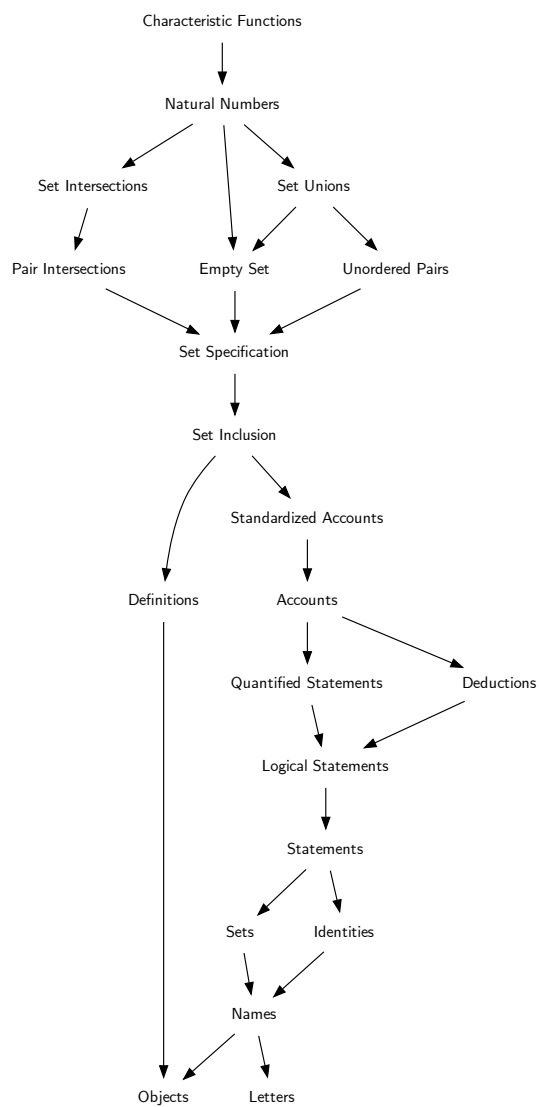 Characteristic Functions
Natural Numbers
Set Intersections
Set Unions
Pair Intersections
Empty Set
Unordered Pairs
Set Specification
Set Inclusion
Standardized Accounts
Definitions
Accounts
Quantified Statements
Deductions
Logical Statements
Statements
Sets
Identities
Names
Objects
Letters